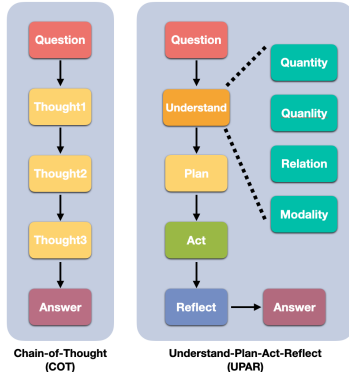 Question
Thought1
Thought2
Thought3
Answer
Chain-of-Thought
(COT)
Question
Understand
Plan
Act
Reflect
Answer
Quantity
Quanlity
Relation
Modality
Understand-Plan-Act-Reflect
(UPAR)